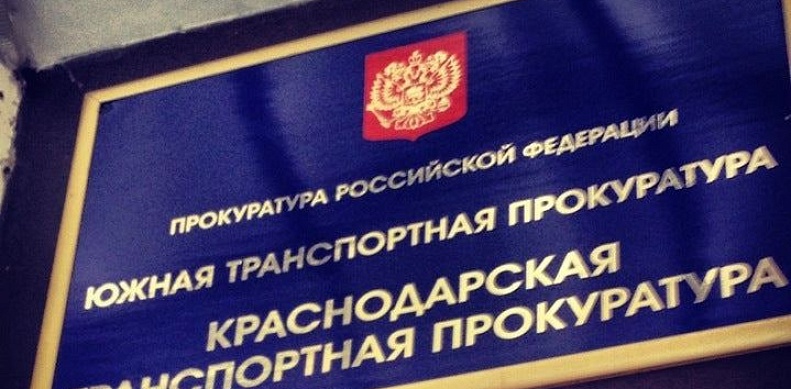 ПРОКУРАТУРА РОССИЙСКОЙ ФЕДЕРАЦИИ
ЮЖНАЯ ТРАНСПОРТНАЯ ПРОКУРАТУРА
КРАСНОДАРСКАЯ
ТРАНСПОРТНАЯ ПРОКУРАТУРА